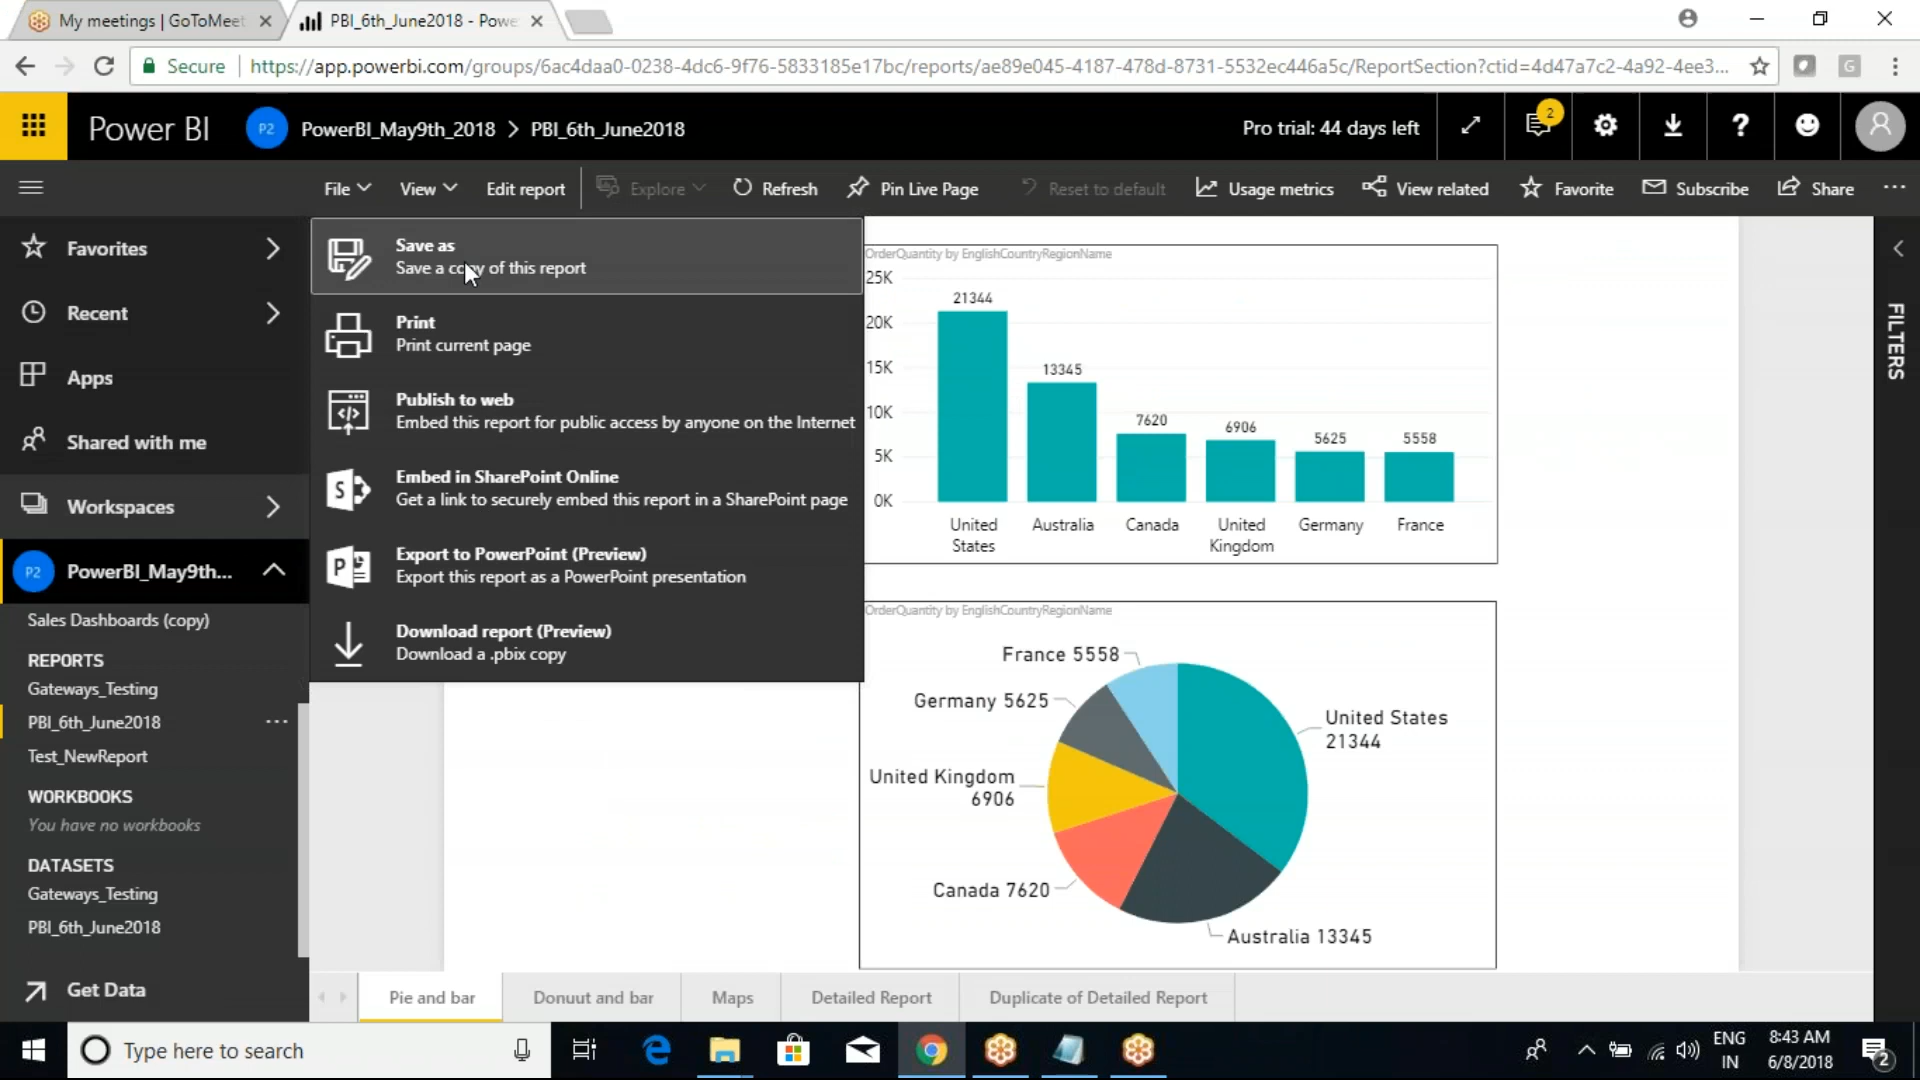 My meetings | GoToMeet
PBI_6th_June2018 - Powe
Secure
https://app.powerbi.com/groups/6ac4daa0-0238-4dc6-9f76-5833185e17bc/reports/ae89e045-4187-478d-8731-5532ec446a5c/ReportSection?ctid=4d47a7c2-4a92-4ee3...
G
Power BI
P2
PowerBI_May9th_2018 > PBI_6th_June2018
Pro trial: 44 days left
2
?
File
View
Edit report
Explore
Refresh
Pin Live Page
Reset to default
Usage metrics
View related
Favorite
Subscribe
Share
Favorites
Recent
Apps
Shared with me
Workspaces
P2
PowerBI_May9th...
Sales Dashboards (copy)
REPORTS
Gateways_Testing
PBI_6th_June2018
Test_NewReport
WORKBOOKS
You have no workbooks
DATASETS
Gateways_Testing
PBI_6th_June2018
Get Data
Save as
Save a copy of this report
Print
Print current page
Publish to web
Embed this report for public access by anyone on the Internet
Embed in SharePoint Online
Get a link to securely embed this report in a SharePoint page
Export to PowerPoint (Preview)
Export this report as a PowerPoint presentation
Download report (Preview)
Download a .pbix copy
OrderQuantity by EnglishCountryRegionName
25K
20K
15K
10K
5K
0K
21344
13345
7620
6906
5625
5558
United
States
Australia
Canada
United
Kingdom
Germany
France
OrderQuantity by EnglishCountryRegionName
France 5558
Germany 5625
United States
21344
United Kingdom
6906
Canada 7620
Australia 13345
FILTERS
Pie and bar
Donuut and bar
Maps
Detailed Report
Duplicate of Detailed Report
Type here to search
ENG
IN
8:43 AM
6/8/2018
2